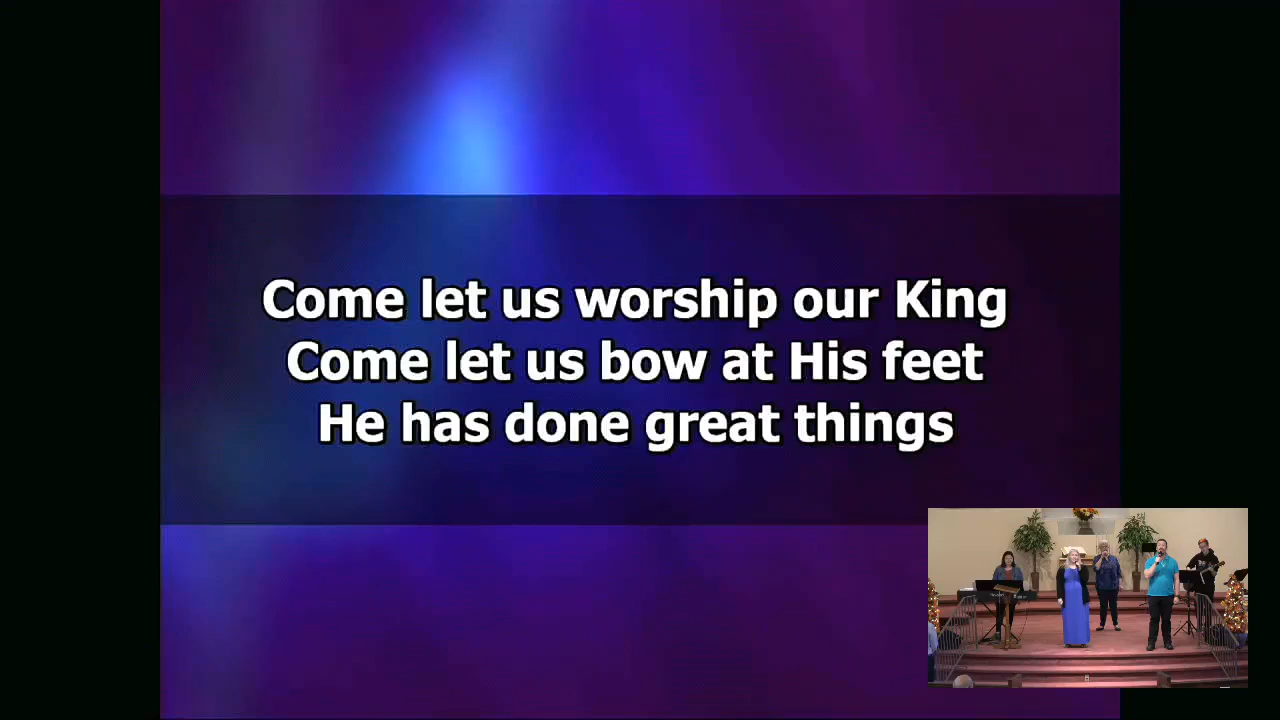 Come let us worship our King
Come let us bow at His feet
He has done great things